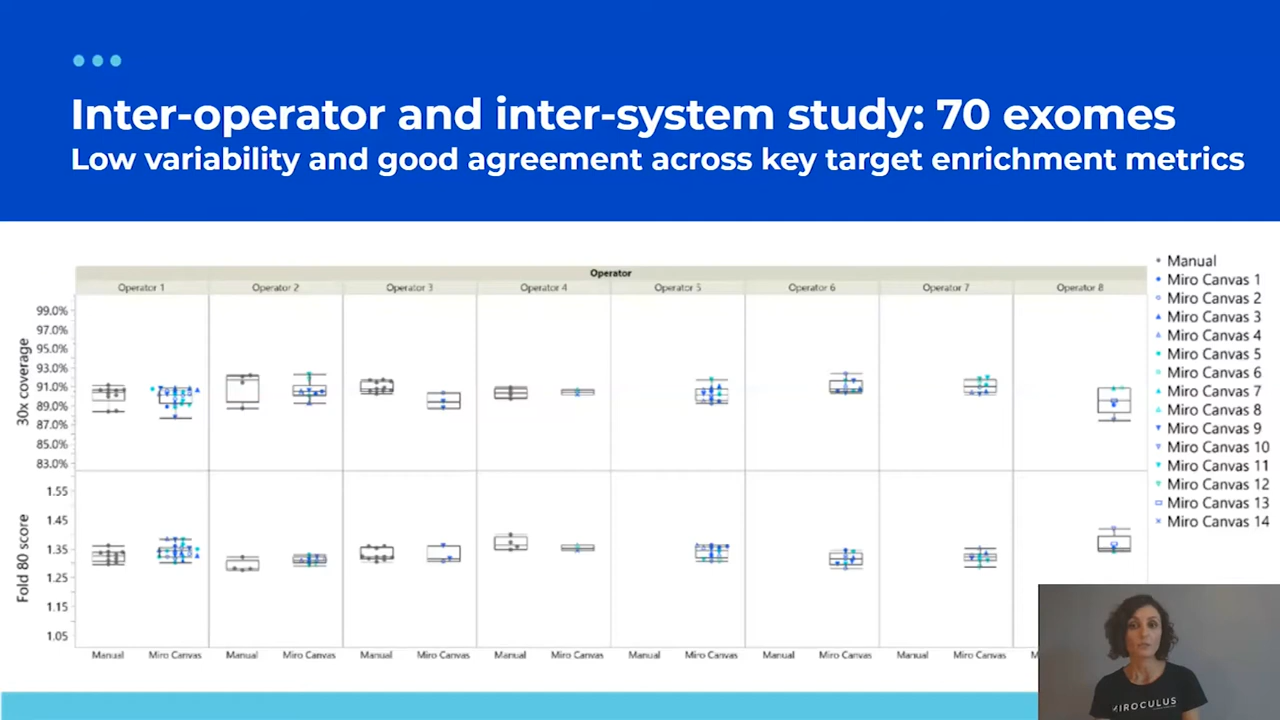 Inter-operator and inter-system study: 70 exomes
Low variability and good agreement across key target enrichment metrics
Operator
Operator 1 Operator 2 Operator 3 Operator 4 Operator 5 Operator 6 Operator 7 Operator 8
30x coverage
99.0%
97.0%
95.0%
93.0%
91.0%
89.0%
87.0%
85.0%
83.0%
Fold 80 score
1.55
1.45
1.35
1.25
1.15
1.05
Manual Miro Canvas Manual Miro Canvas Manual Miro Canvas Manual Miro Canvas Manual Miro Canvas Manual Miro Canvas Manual Miro Canvas
Manual
Miro Canvas 1
Miro Canvas 2
Miro Canvas 3
Miro Canvas 4
Miro Canvas 5
Miro Canvas 6
Miro Canvas 7
Miro Canvas 8
Miro Canvas 9
Miro Canvas 10
Miro Canvas 11
Miro Canvas 12
Miro Canvas 13
Miro Canvas 14
MIROCULUS